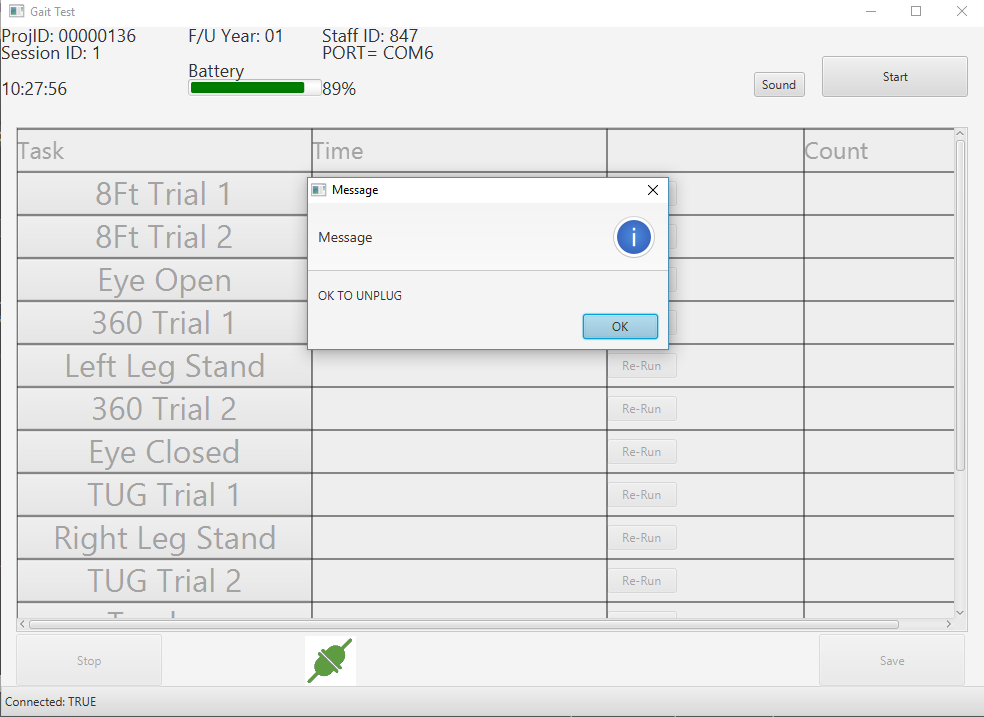 Gait Test
ProjID: 00000136 F/U Year: 01 Staff ID: 847
Session ID: 1 PORT= COM6
Battery
10:27:56 89% Sound Start
Task Time Count
8Ft Trial 1
8Ft Trial 2
Eye Open
360 Trial 1
Message
Message
OK TO UNPLUG
OK
Left Leg Stand Re-Run
360 Trial 2 Re-Run
Eye Closed Re-Run
TUG Trial 1 Re-Run
Right Leg Stand Re-Run
TUG Trial 2 Re-Run
Stop Save
Connected: TRUE